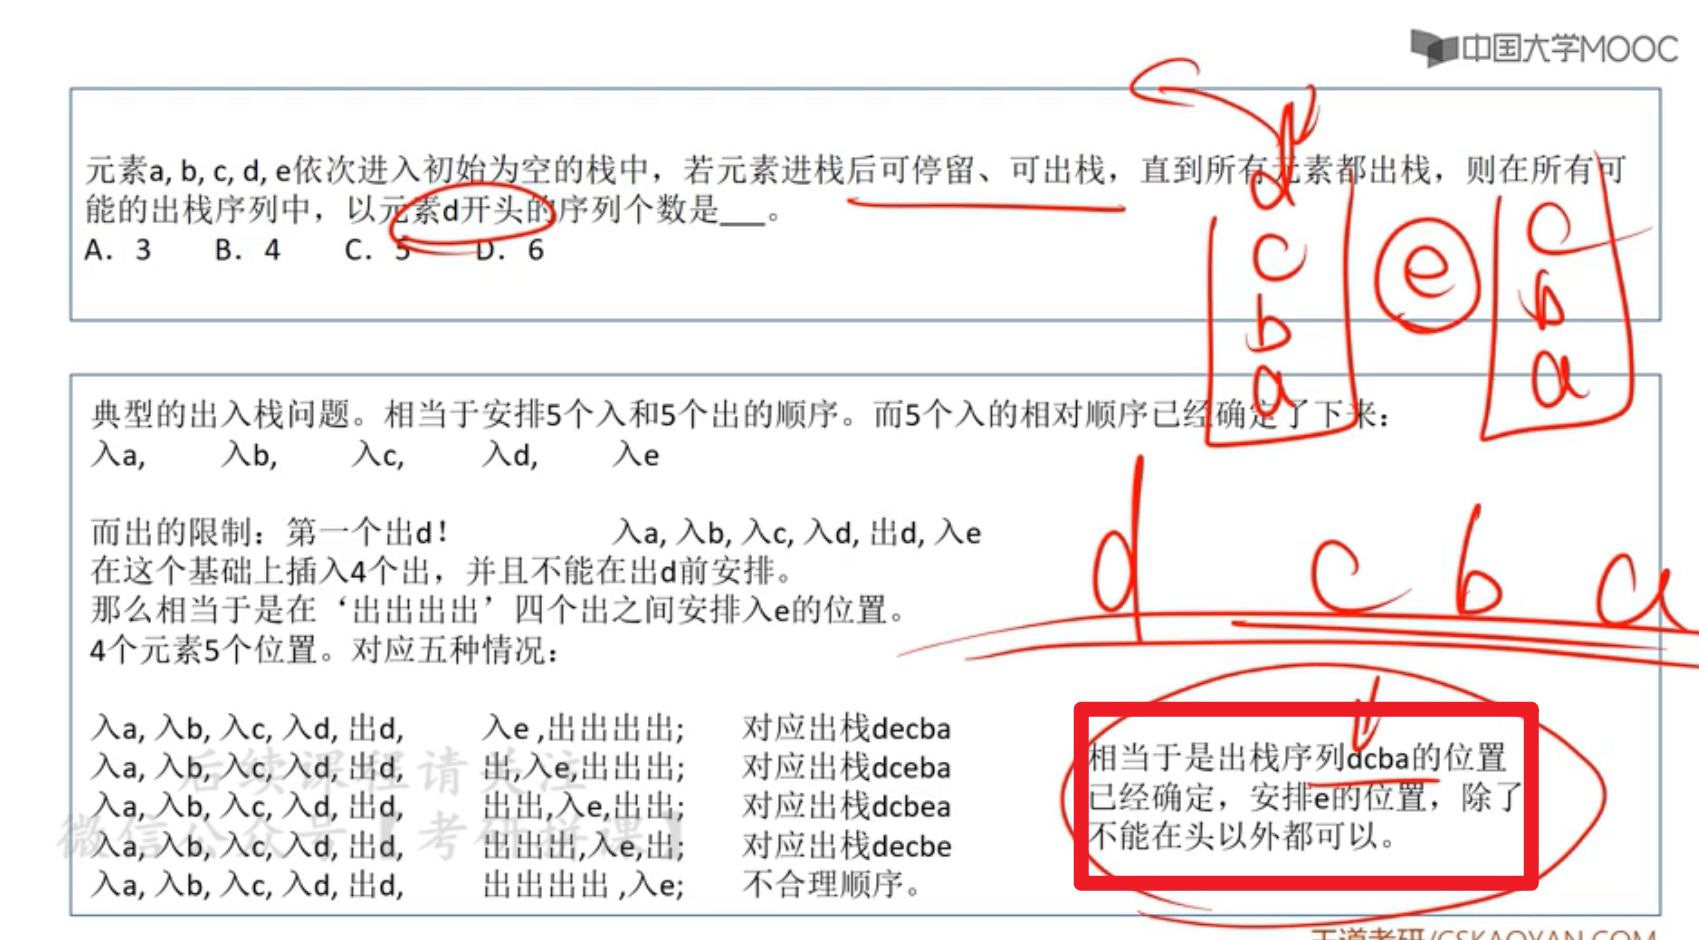 中国大学MOOC
元素a, b, c, d, e依次进入初始为空的栈中，若元素进栈后可停留、可出栈，直到所有元素都出栈，则在所有可
能的出栈序列中，以元素d开头的序列个数是___。
A. 3 B. 4 C. 5 D. 6
d
d
c
b
a
e
c
b
a
典型的出入栈问题。相当于安排5个入和5个出的顺序。而5个入的相对顺序已经确定了下来：
入a, 入b, 入c, 入d, 入e
而出的限制：第一个出d！ 入a, 入b, 入c, 入d, 出d, 入e
在这个基础上插入4个出，并且不能在出d前安排。
那么相当于是在‘出出出出’四个出之间安排入e的位置。
4个元素5个位置。对应五种情况：
d c b a
入a, 入b, 入c, 入d, 出d, 入e ,出出出出; 对应出栈decba
入a, 入b, 入c, 入d, 出d, 出,入e,出出出; 对应出栈dceba
入a, 入b, 入c, 入d, 出d, 出出,入e,出出; 对应出栈dcbea
入a, 入b, 入c, 入d, 出d, 出出出,入e,出; 对应出栈decbe
入a, 入b, 入c, 入d, 出d, 出出出出 ,入e; 不合理顺序。
相当于是出栈序列dcba的位置
已经确定，安排e的位置，除了
不能在头以外都可以。
后续课程请关注
微信公众号【考研拼课】
王道考研/CSKAOYAN.COM